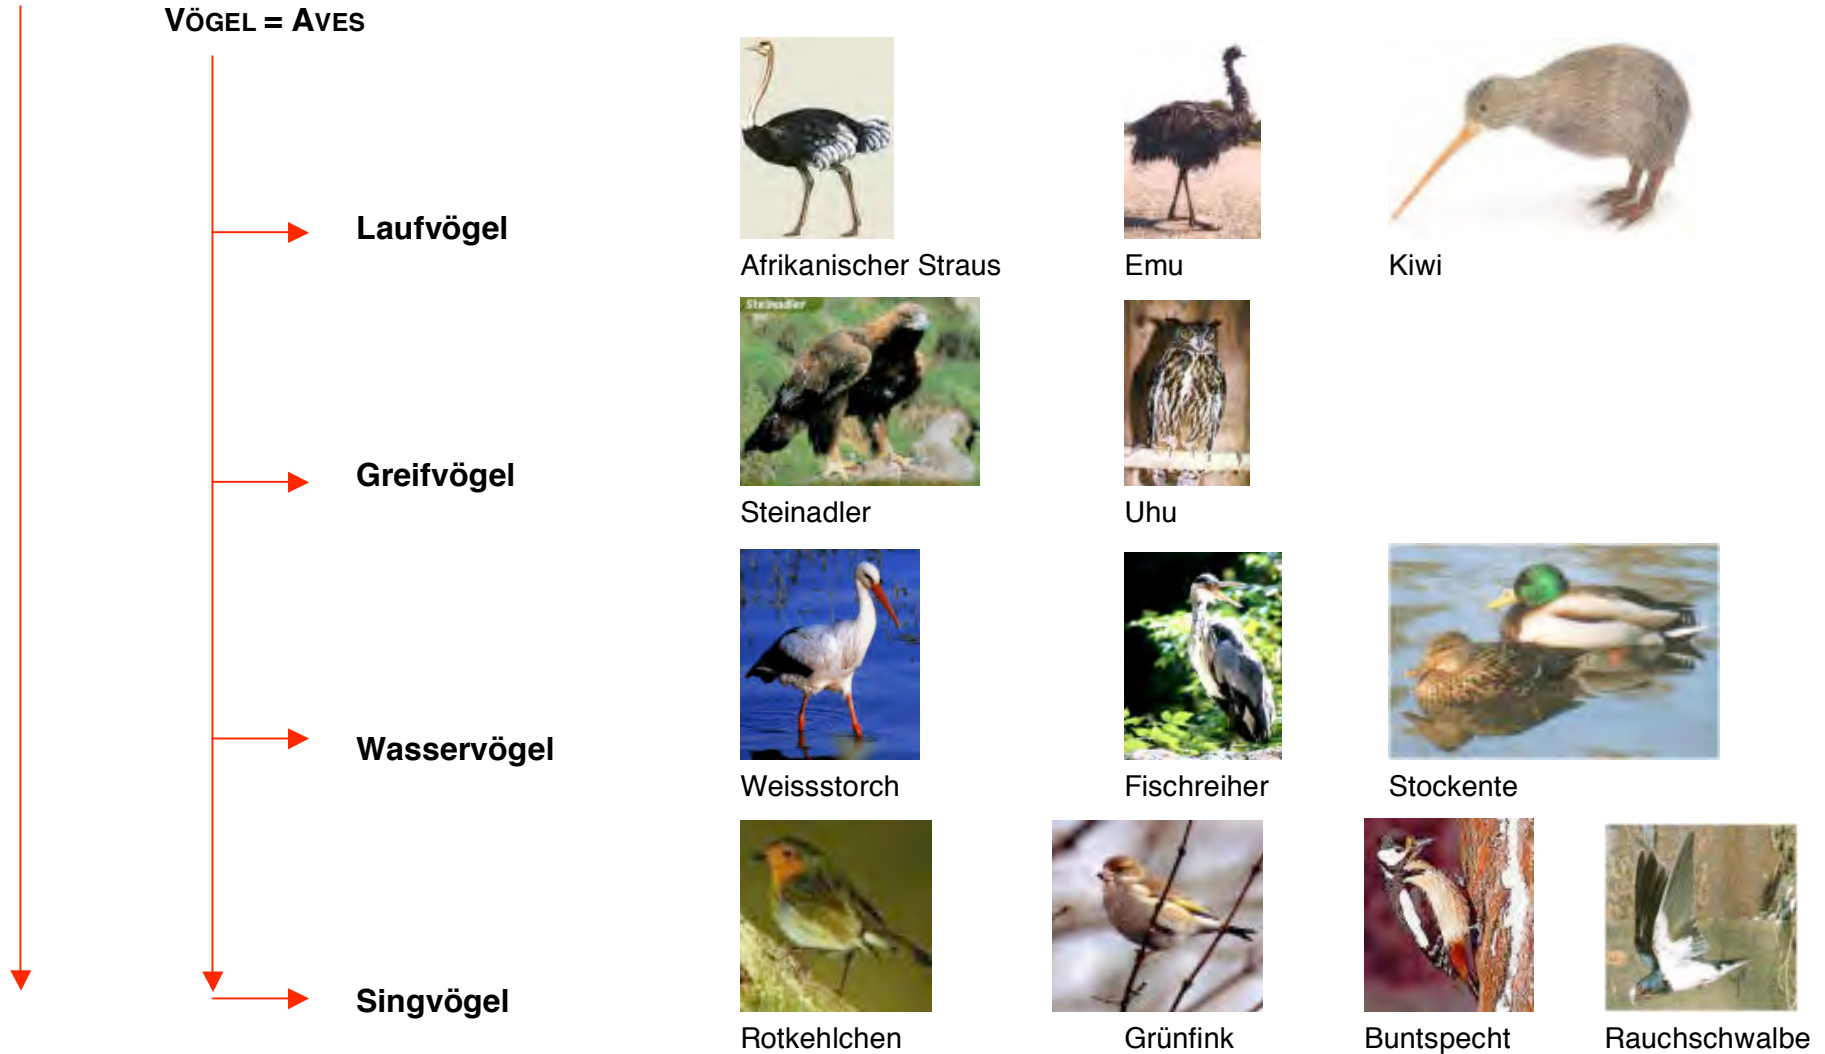 VÖGEL = AVES
Laufvögel
Afrikanischer Straus
Emu
Kiwi
Steinadler
Greifvögel
Steinadler
Uhu
Wasservögel
Weissstorch
Fischreiher
Stockente
Singvögel
Rotkehlchen
Grünfink
Buntspecht
Rauchschwalbe